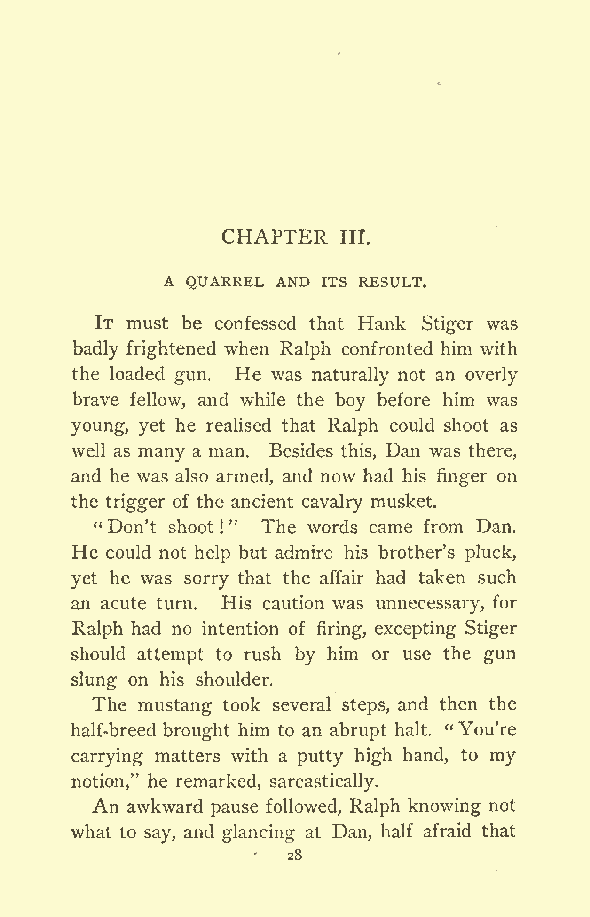 CHAPTER III.
A QUARREL AND ITS RESULT.
IT must be confessed that Hank Stiger was
badly frightened when Ralph confronted him with
the loaded gun. He was naturally not an overly
brave fellow, and while the boy before him was
young, yet he realised that Ralph could shoot as
well as many a man. Besides this, Dan was there,
and he was also armed, and now had his finger on
the trigger of the ancient cavalry musket.
"Don't shoot!" The words came from Dan.
He could not help but admire his brother's pluck,
yet he was sorry that the affair had taken such
an acute turn. His caution was unnecessary, for
Ralph had no intention of firing, excepting Stiger
should attempt to rush by him or use the gun
slung on his shoulder.
The mustang took several steps, and then the
half-breed brought him to an abrupt halt. "You're
carrying matters with a putty high hand, to my
notion," he remarked, sarcastically.
An awkward pause followed, Ralph knowing not
what to say, and glancing at Dan, half afraid that
28